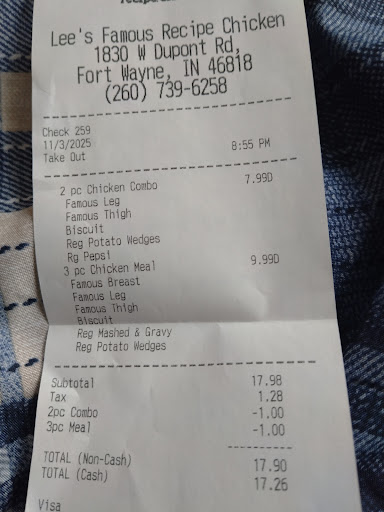 Lee's Famous Recipe Chicken
1830 W Dupont Rd,
Fort Wayne, IN 46818
(260) 739-6258
Check 259
11/3/2025 8:55 PM
Take Out
2 pc Chicken Combo 7.99D
Famous Leg
Famous Thigh
Biscuit
Reg Potato Wedges
Rg Pepsi
3 pc Chicken Meal 9.99D
Famous Breast
Famous Leg
Famous Thigh
Biscuit
Reg Mashed & Gravy
Reg Potato Wedges
Subtotal 17.98
Tax 1.28
2pc Combo -1.00
3pc Meal -1.00
TOTAL (Non-Cash) 17.90
TOTAL (Cash) 17.26
Visa